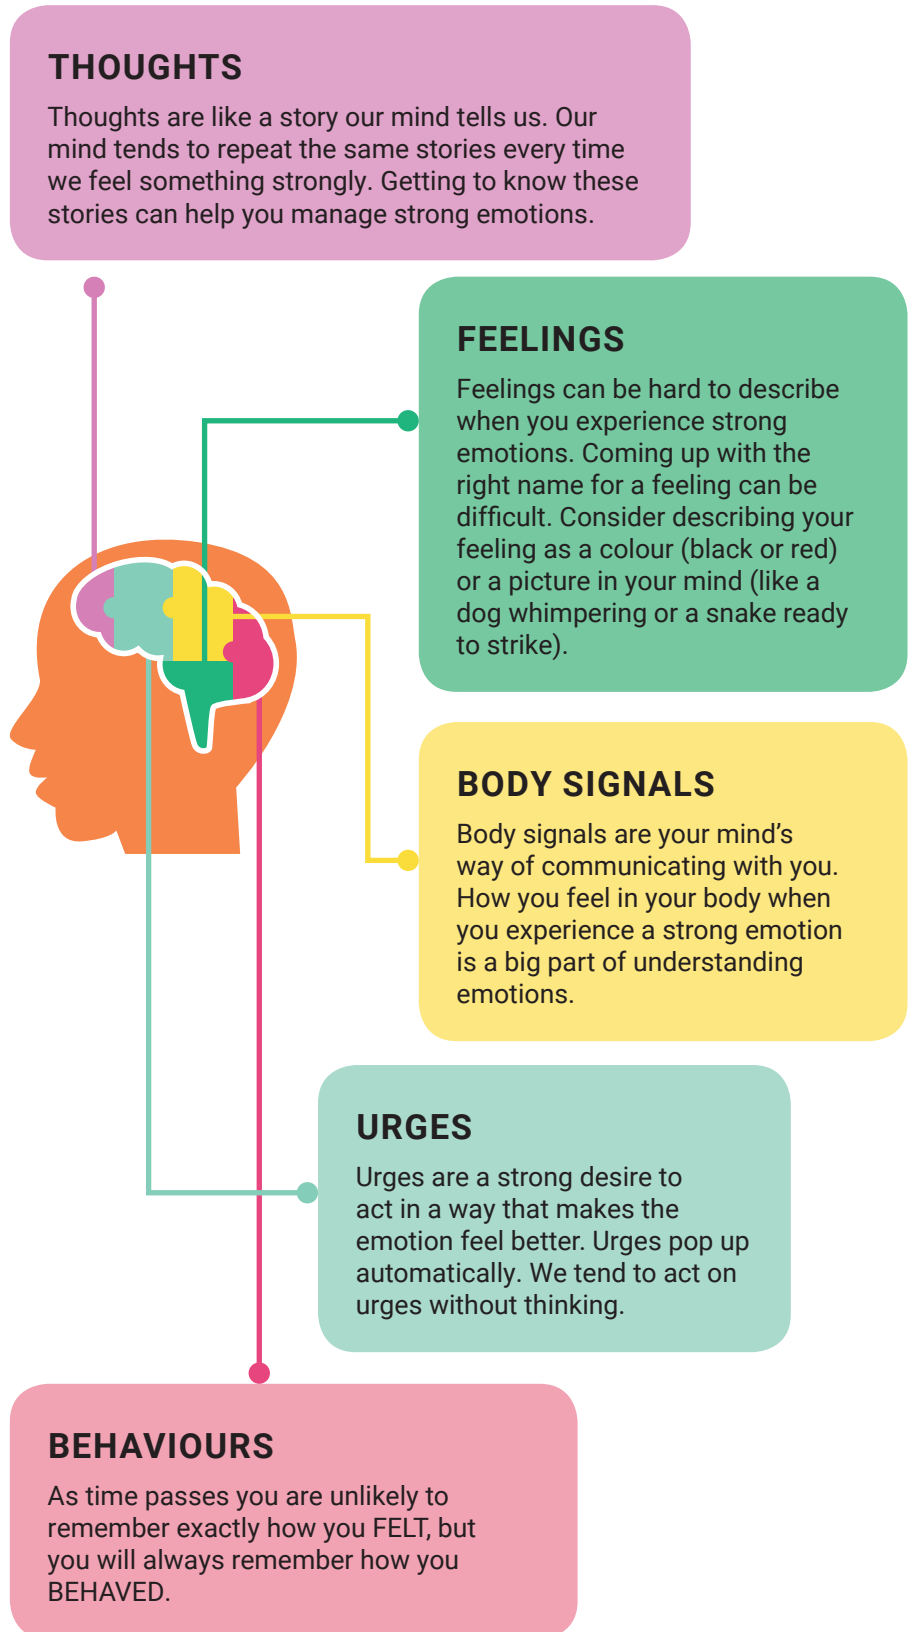 THOUGHTS
Thoughts are like a story our mind tells us. Our
mind tends to repeat the same stories every time
we feel something strongly. Getting to know these
stories can help you manage strong emotions.
FEELINGS
Feelings can be hard to describe
when you experience strong
emotions. Coming up with the
right name for a feeling can be
difficult. Consider describing your
feeling as a colour (black or red)
or a picture in your mind (like a
dog whimpering or a snake ready
to strike).
BODY SIGNALS
Body signals are your mind’s
way of communicating with you.
How you feel in your body when
you experience a strong emotion
is a big part of understanding
emotions.
URGES
Urges are a strong desire to
act in a way that makes the
emotion feel better. Urges pop up
automatically. We tend to act on
urges without thinking.
BEHAVIOURS
As time passes you are unlikely to
remember exactly how you FELT, but
you will always remember how you
BEHAVED.